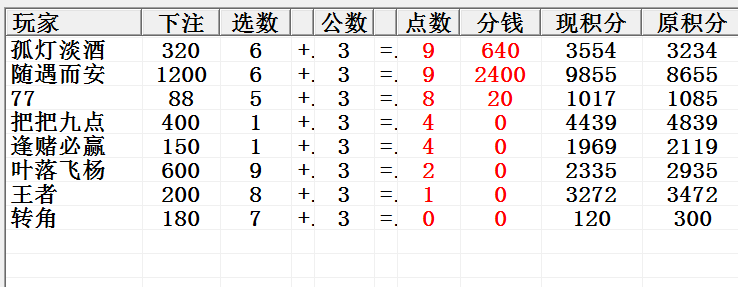 玩家 下注 选数 公数 点数 分钱 现积分 原积分
孤灯淡酒 320 6 +. 3 =. 9 640 3554 3234
随遇而安 1200 6 +. 3 =. 9 2400 9855 8655
77 88 5 +. 3 =. 8 20 1017 1085
把把九点 400 1 +. 3 =. 4 0 4439 4839
逢赌必赢 150 1 +. 3 =. 4 0 1969 2119
叶落飞杨 600 9 +. 3 =. 2 0 2335 2935
王者 200 8 +. 3 =. 1 0 3272 3472
转角 180 7 +. 3 =. 0 0 120 300